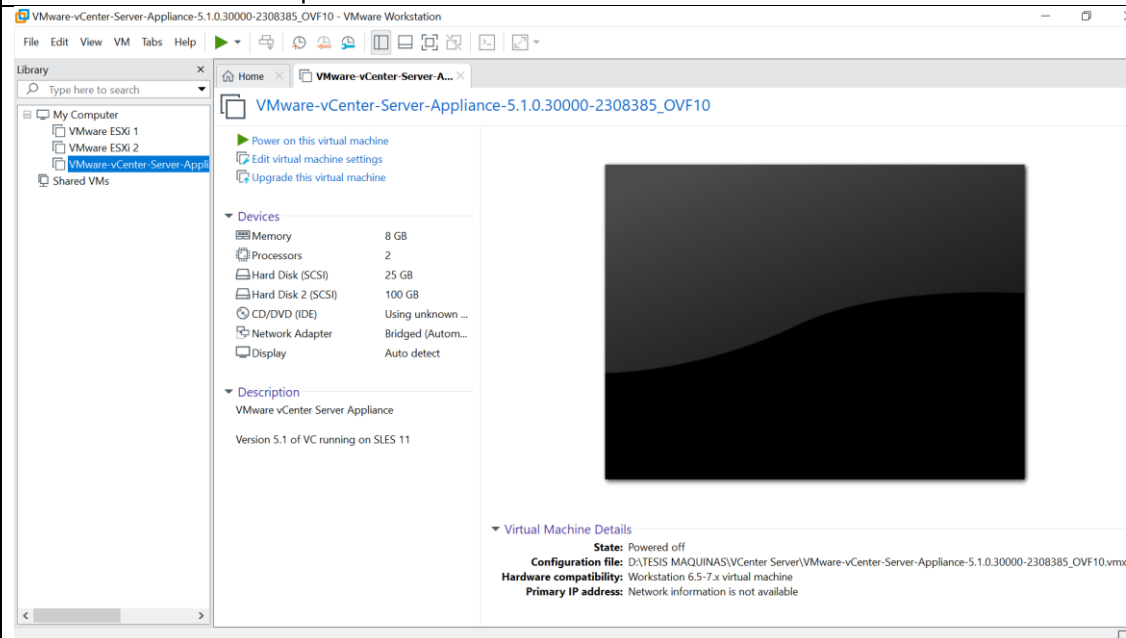 VMware-vCenter-Server-Appliance-5.1.0.30000-2308385_OVF10 - VMware Workstation
File Edit View VM Tabs Help
Library
Type here to search
My Computer
VMware ESXi 1
VMware ESXi 2
VMware-vCenter-Server-Appli
Shared VMs
Home
VMware-vCenter-Server-A...
VMware-vCenter-Server-Appliance-5.1.0.30000-2308385_OVF10
Power on this virtual machine
Edit virtual machine settings
Upgrade this virtual machine
Devices
Memory 8 GB
Processors 2
Hard Disk (SCSI) 25 GB
Hard Disk 2 (SCSI) 100 GB
CD/DVD (IDE) Using unknown ...
Network Adapter Bridged (Autom...
Display Auto detect
Description
VMware vCenter Server Appliance
Version 5.1 of VC running on SLES 11
Virtual Machine Details
State: Powered off
Configuration file: D:\TESIS MAQUINAS\VCenter Server\VMware-vCenter-Server-Appliance-5.1.0.30000-2308385_OVF10.vmx
Hardware compatibility: Workstation 6.5-7.x virtual machine
Primary IP address: Network information is not available